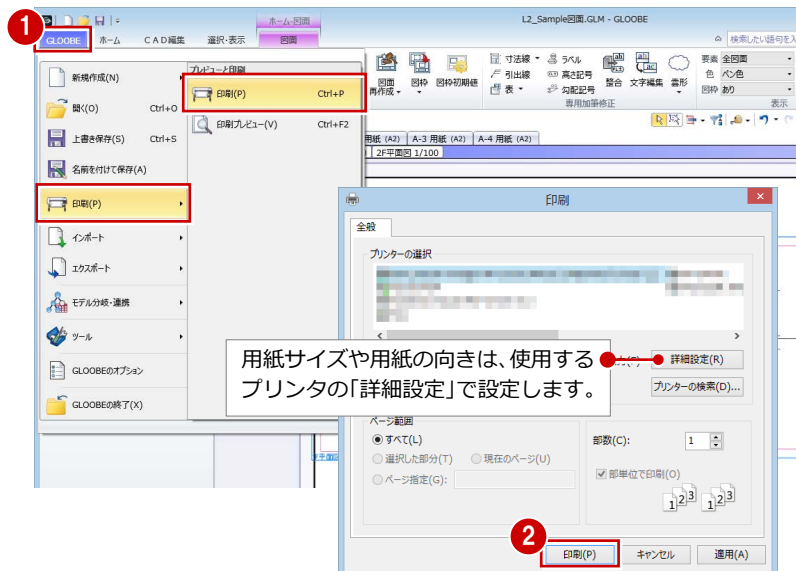 1
ホーム-図面
L2_Sample図面.GLM - GLOOBE
GLOOBE ホーム CAD編集 選択・表示 図面
検索したい語句を入
新規作成(N)
開く(O) Ctrl+O
上書き保存(S) Ctrl+S
名前を付けて保存(A)
印刷(P)
インポート
エクスポート
モデル分岐・連携
ツール
GLOOBEのオプション
GLOOBEの終了(X)
プレビューと印刷
印刷(P) Ctrl+P
印刷プレビュー(V) Ctrl+F2
図面
再作成
図枠
図枠初期値
寸法線
引出線
表
ラベル
高さ記号
勾配記号
整合 文字編集 雲形
専用加筆修正
要素 全図面
色 ペン色
図枠 あり
表示
用紙 (A2) A-3 用紙 (A2) A-4 用紙 (A2)
2F平面図 1/100
印刷
全般
プリンターの選択
詳細設定(R)
プリンターの検索(D)...
用紙サイズや用紙の向きは、使用する
プリンタの「詳細設定」で設定します。
ページ範囲
すべて(L)
選択した部分(T) 現在のページ(U)
ページ指定(G):
部数(C): 1
部単位で印刷(O)
1 2 3 1 2 3
2
印刷(P) キャンセル 適用(A)